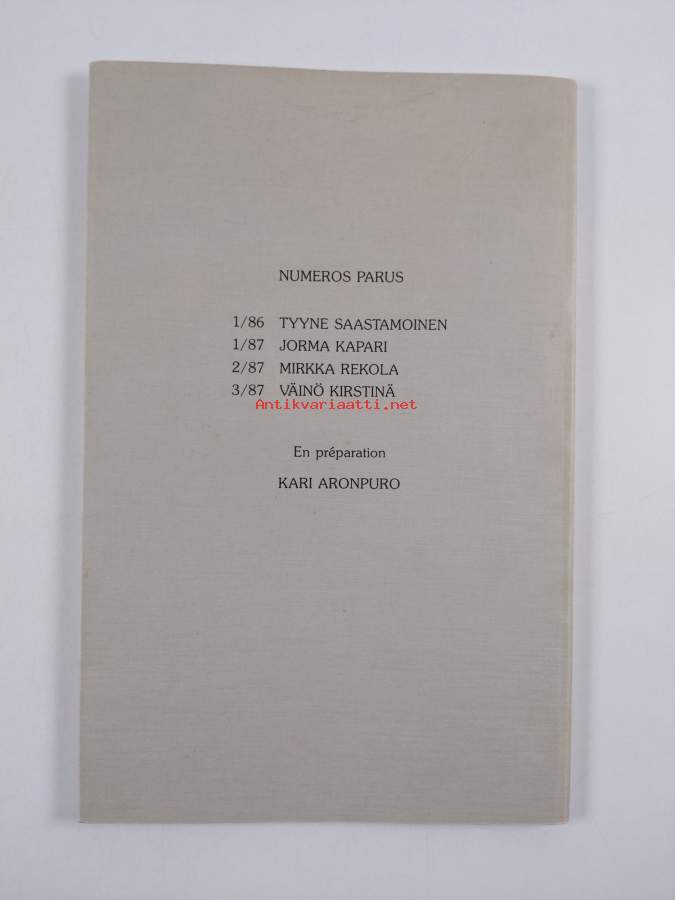 NUMEROS PARUS
1/86 TYYNE SAASTAMOINEN
1/87 JORMA KAPARI
2/87 MIRKKA REKOLA
3/87 VÄINÖ KIRSTINÄ
Antikvariaatti.net
En préparation
KARI ARONPURO